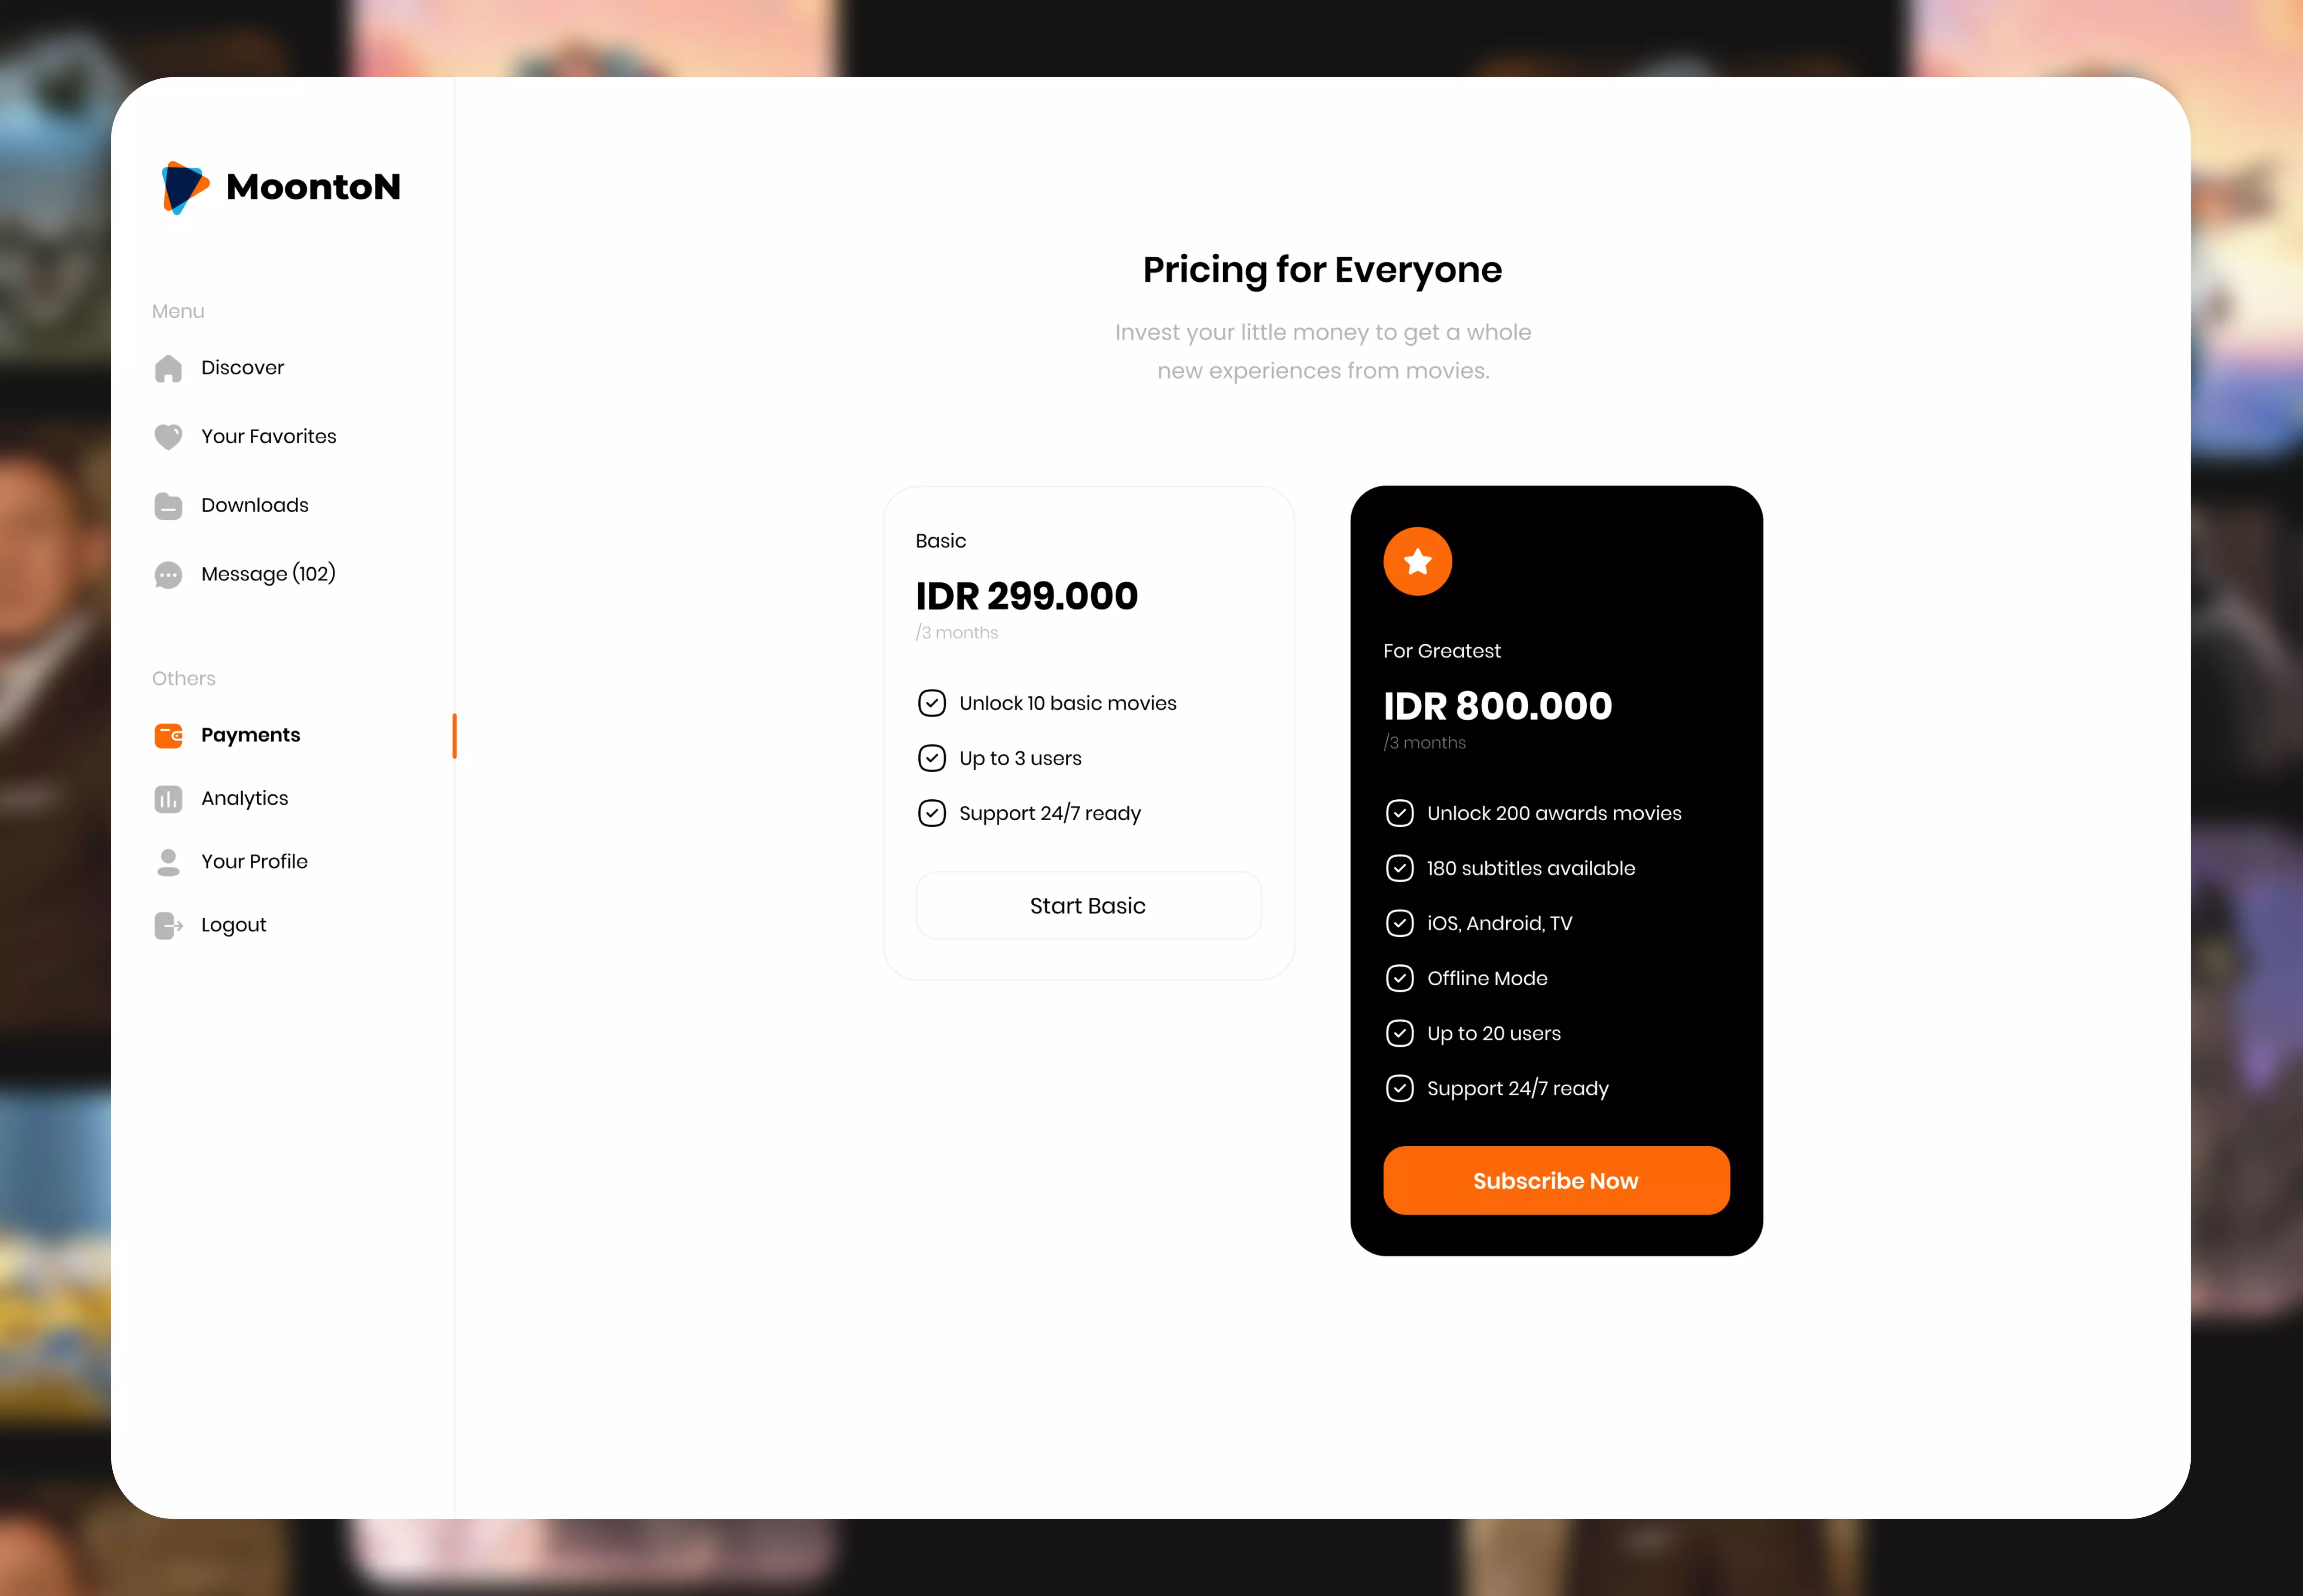 MoontoN
Menu
Discover
Your Favorites
Downloads
Message (102)
Others
Payments
Analytics
Your Profile
Logout
Pricing for Everyone
Invest your little money to get a whole
new experiences from movies.
Basic
IDR 299.000
/3 months
Unlock 10 basic movies
Up to 3 users
Support 24/7 ready
Start Basic
For Greatest
IDR 800.000
/3 months
Unlock 200 awards movies
180 subtitles available
iOS, Android, TV
Offline Mode
Up to 20 users
Support 24/7 ready
Subscribe Now